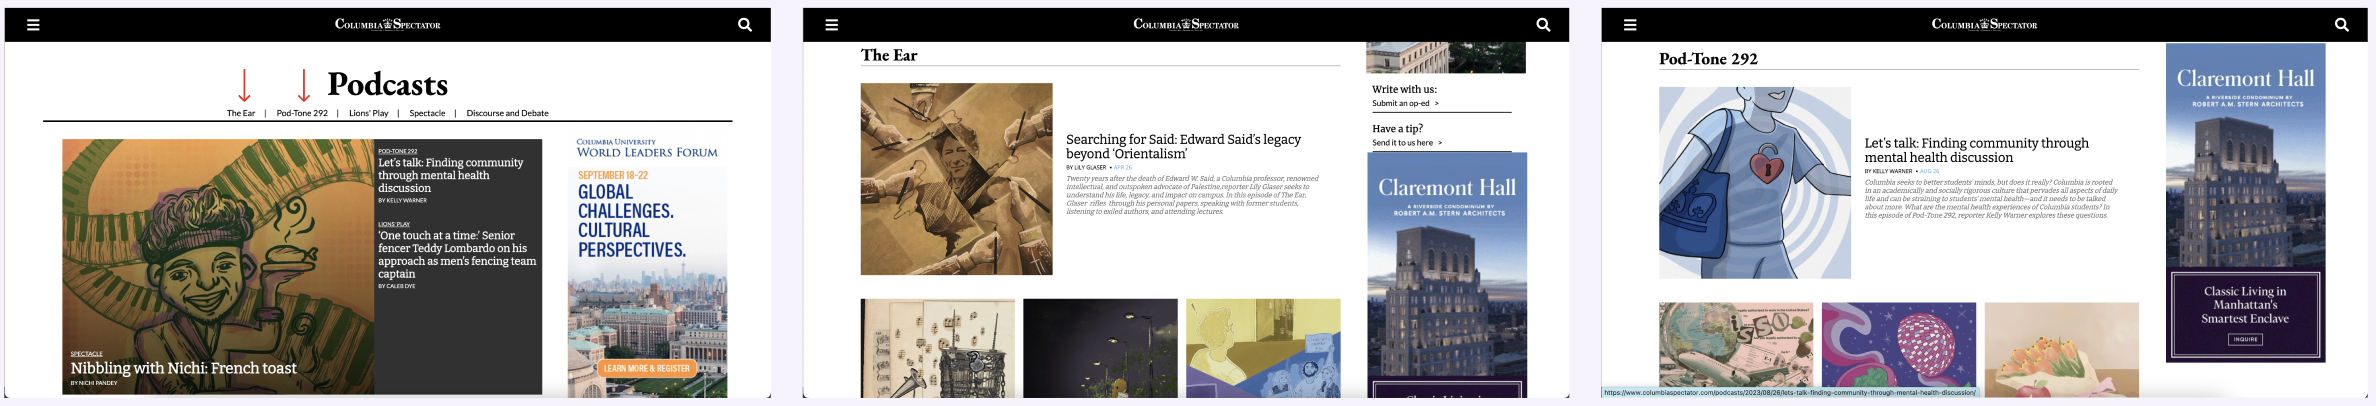 COLUMBIA SPECTATOR
Podcasts
The Ear | Pod-Tone 292 | Lions' Play | Spectacle | Discourse and Debate
POD-TONE 292
Let's talk: Finding community
through mental health
discussion
BY KELLY WARNER
LIONS' PLAY
'One touch at a time:' Senior
fencer Teddy Lombardo on his
approach as men's fencing team
captain
BY CALEB DYE
SPECTACLE
Nibbling with Nichi: French toast
BY NICHI PANDEY
COLUMBIA UNIVERSITY
WORLD LEADERS FORUM
SEPTEMBER 18-22
GLOBAL
CHALLENGES.
CULTURAL
PERSPECTIVES.
LEARN MORE & REGISTER
COLUMBIA SPECTATOR
The Ear
Searching for Said: Edward Said's legacy
beyond 'Orientalism'
BY LILY GLASER • APR 26
Twenty years after the death of Edward W. Said, a Columbia professor, renowned
intellectual, and outspoken advocate of Palestine,reporter Lily Glaser seeks to
understand his life, legacy, and impact on campus. In this episode of The Ear,
Glaser rifles through his personal papers, speaking with former students,
listening to exiled authors, and attending lectures.
Write with us:
Submit an op-ed >
Have a tip?
Send it to us here >
Claremont Hall
A RIVERSIDE CONDOMINIUM BY
ROBERT A.M. STERN ARCHITECTS
Classic Living in
COLUMBIA SPECTATOR
Pod-Tone 292
Let's talk: Finding community through
mental health discussion
BY KELLY WARNER • AUG 26
Columbia seeks to better students' minds, but does it really? Columbia is rooted
in an academically and socially rigorous culture that pervades all aspects of daily
life and can be straining to students' mental health—and it needs to be talked
about more. What are the mental health experiences of Columbia students? In
this episode of Pod-Tone 292, reporter Kelly Warner explores these questions.
isso
Claremont Hall
A RIVERSIDE CONDOMINIUM BY
ROBERT A.M. STERN ARCHITECTS
Classic Living in
Manhattan's
Smartest Enclave
INQUIRE
https://www.columbiaspectator.com/podcasts/2023/08/26/lets-talk-finding-community-through-mental-health-discussion/